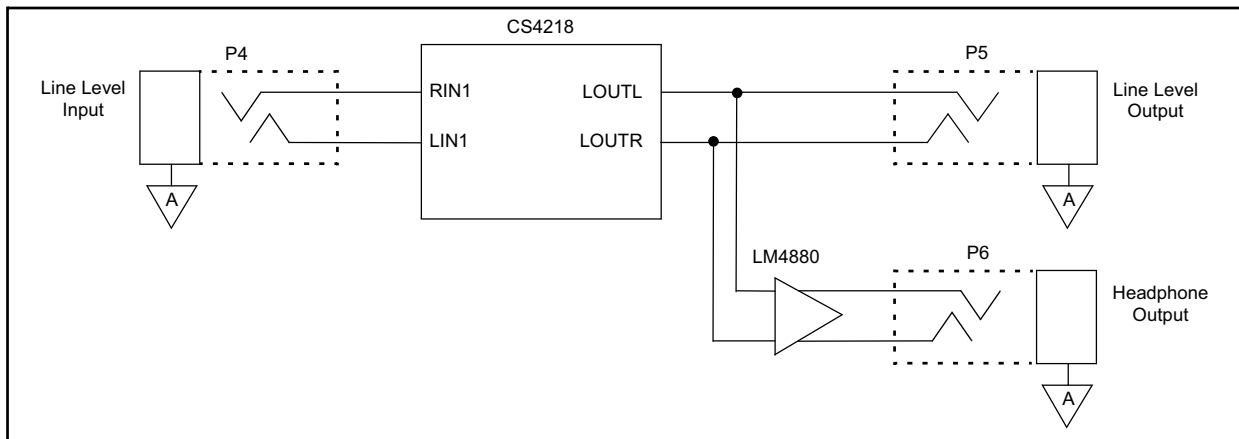 CS4218
P4
P5
Line Level
Input
RIN1
LOUTL
Line Level
Output
LIN1
LOUTR
A
A
LM4880
P6
Headphone
Output
A